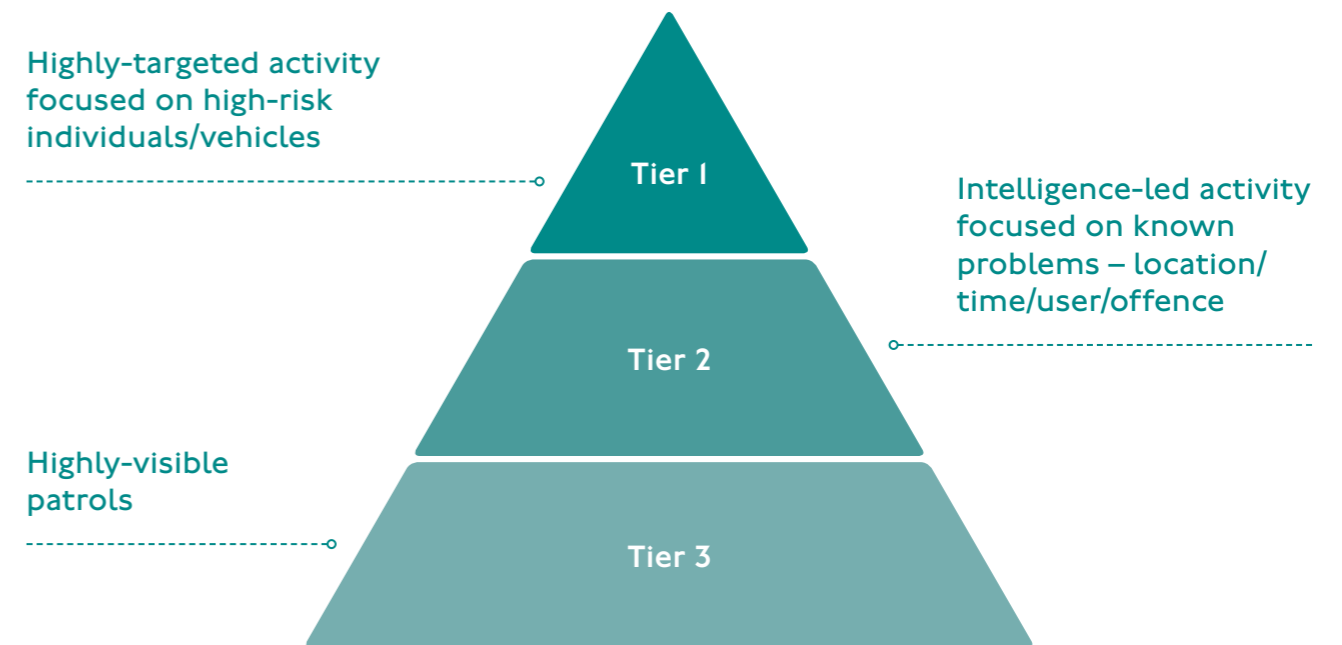 Highly-targeted activity
focused on high-risk
individuals/vehicles
Tier 1
Intelligence-led activity
focused on known
problems – location/
time/user/offence
Tier 2
Highly-visible
patrols
Tier 3